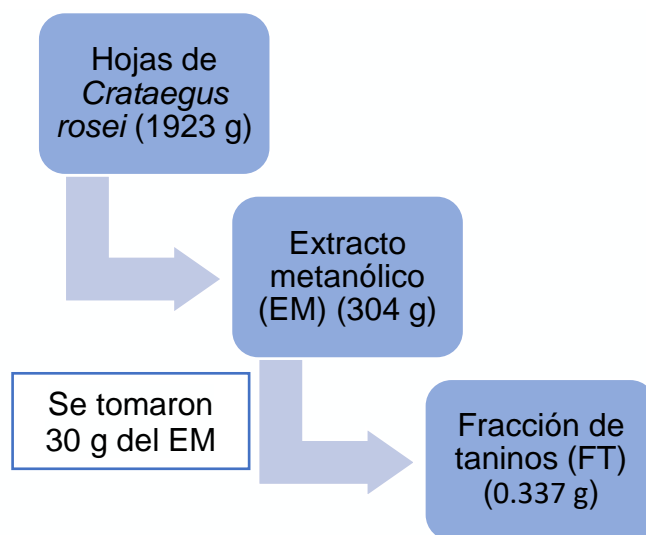 Hojas de
Crataegus
rosei (1923 g)
Extracto
metanólico
(EM) (304 g)
Se tomaron
30 g del EM
Fracción de
taninos (FT)
(0.337 g)